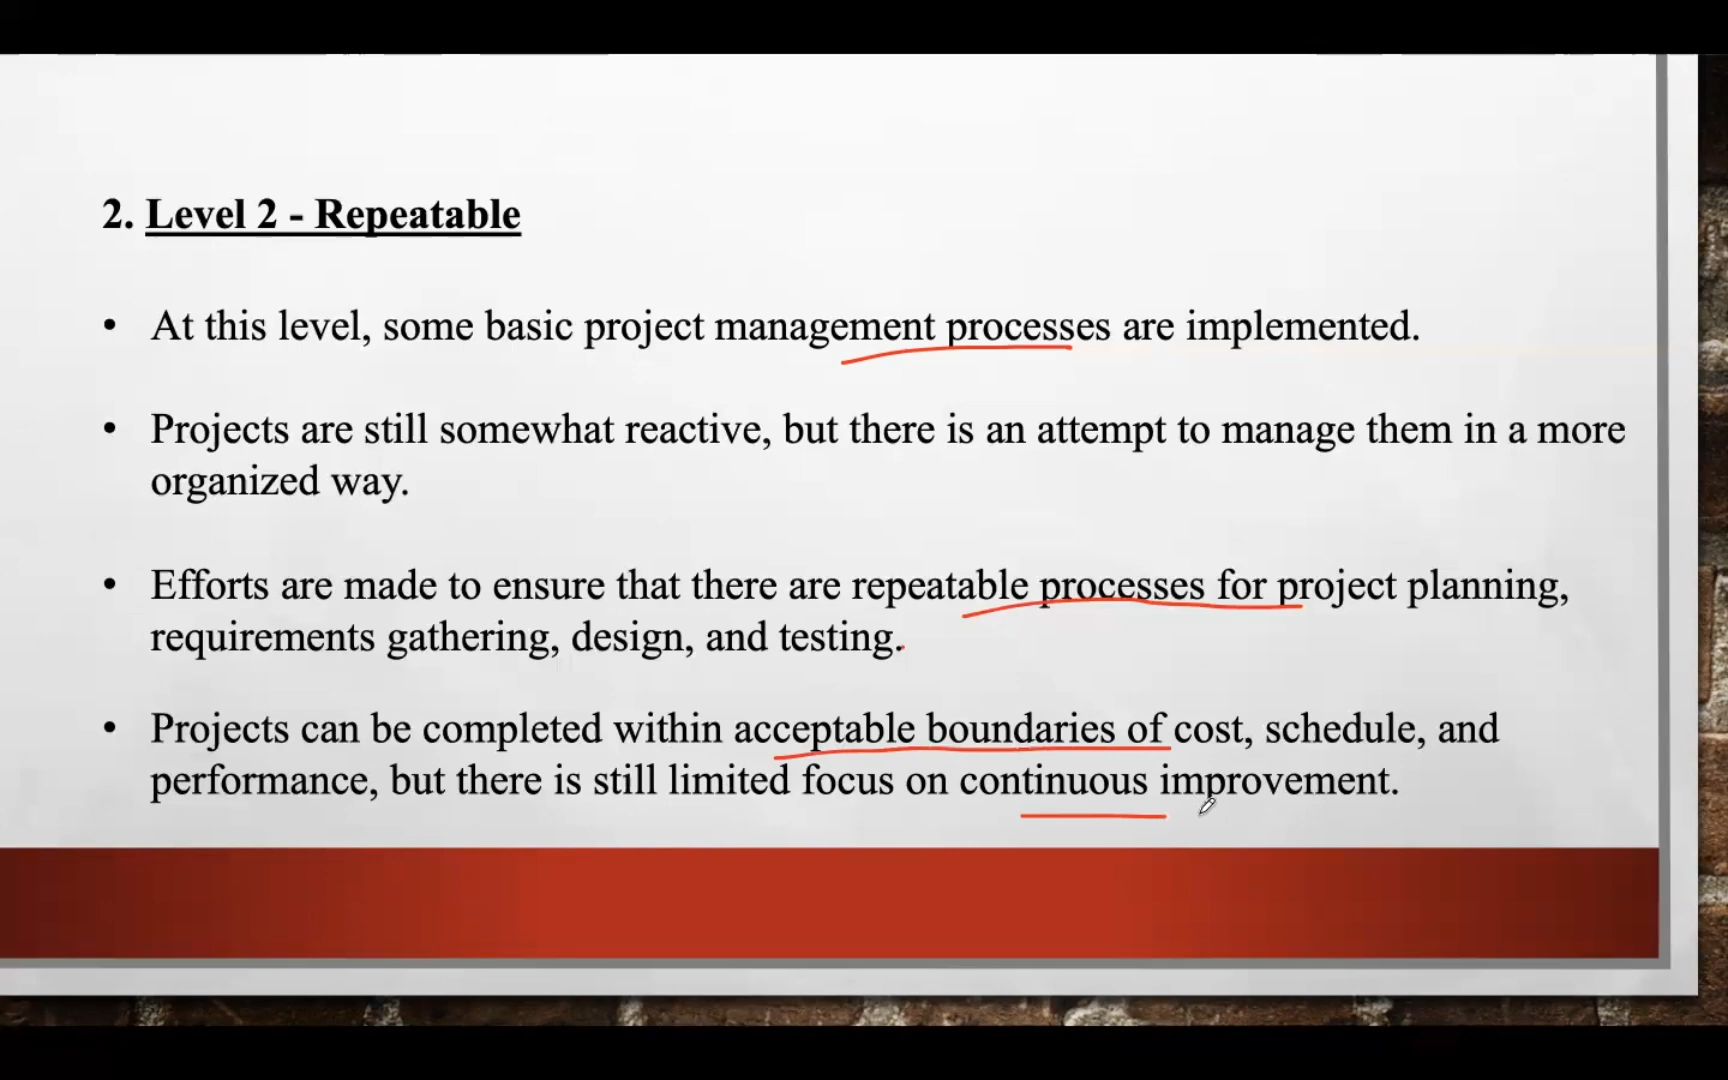 2. Level 2 - Repeatable
• At this level, some basic project management processes are implemented.
• Projects are still somewhat reactive, but there is an attempt to manage them in a more
organized way.
• Efforts are made to ensure that there are repeatable processes for project planning,
requirements gathering, design, and testing.
• Projects can be completed within acceptable boundaries of cost, schedule, and
performance, but there is still limited focus on continuous improvement.